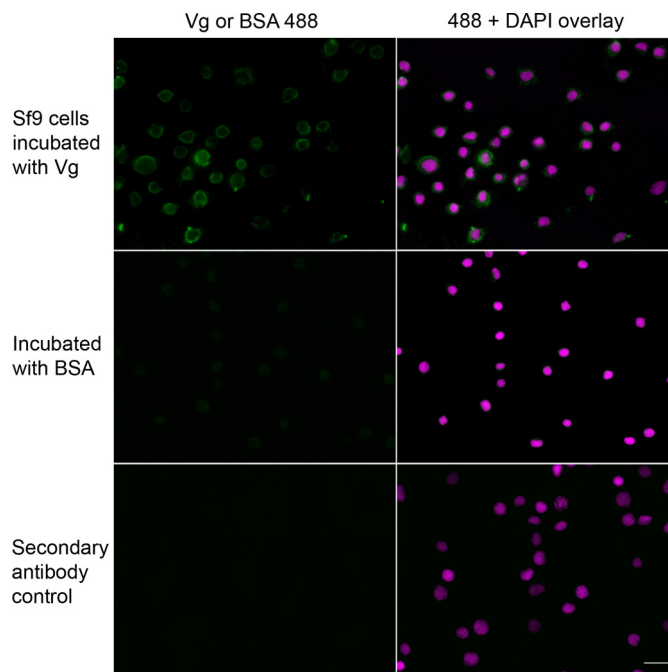 Vg or BSA 488
488 + DAPI overlay
Sf9 cells
incubated
with Vg
Incubated
with BSA
Secondary
antibody
control